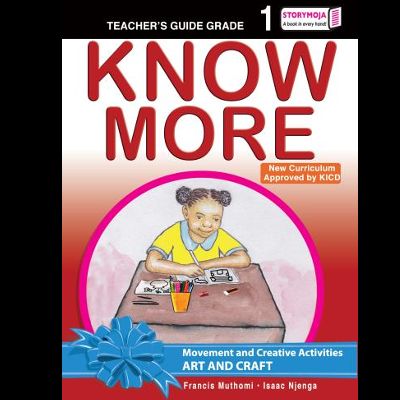 TEACHER'S GUIDE GRADE 1
STORYMOJA
A book in every hand!
KNOW
MORE
New Curriculum
Approved by KICD
Movement and Creative Activities
ART AND CRAFT
Francis Muthomi • Isaac Njenga